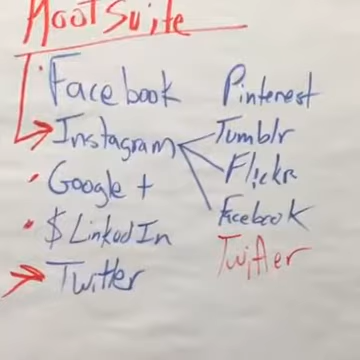 HootSuite
Facebook
Instagram
Google +
$ LinkedIn
Twitter
Pinterest
Tumblr
Flickr
Facebook
Twitter